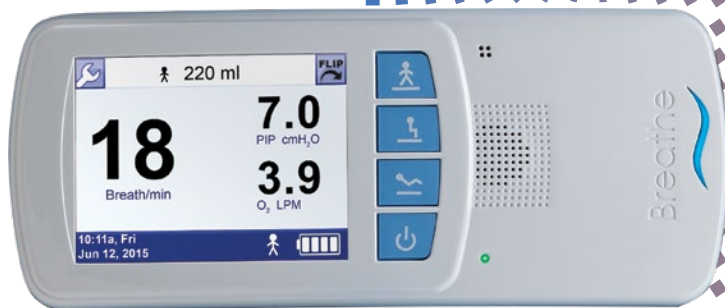 220 ml
FLIP
18
Breath/min
7.0
PIP cmH₂O
3.9
O₂ LPM
10:11a, Fri
Jun 12, 2015
Breathe